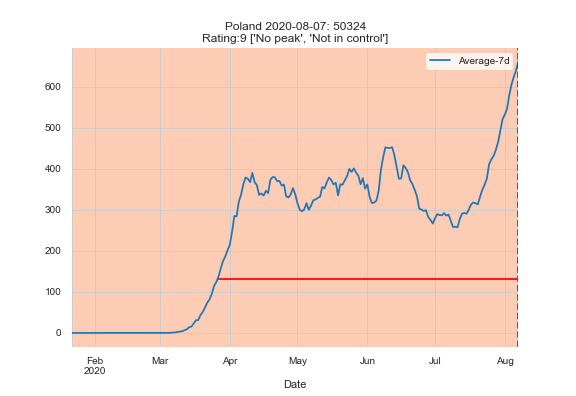 Poland 2020-08-07: 50324
Rating:9 ['No peak', 'Not in control']
Average-7d
600
500
400
300
200
100
0
Feb
2020
Mar
Apr
May
Jun
Jul
Aug
Date